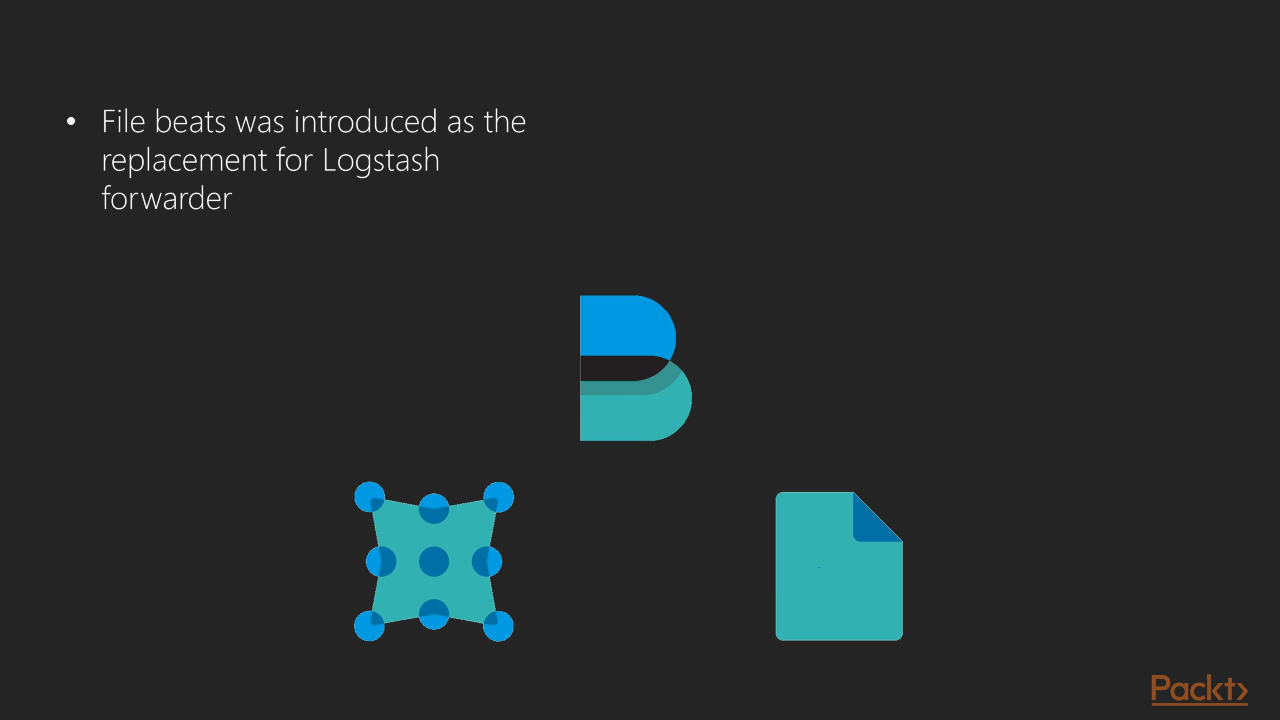 • File beats was introduced as the
replacement for Logstash
forwarder
Packt>